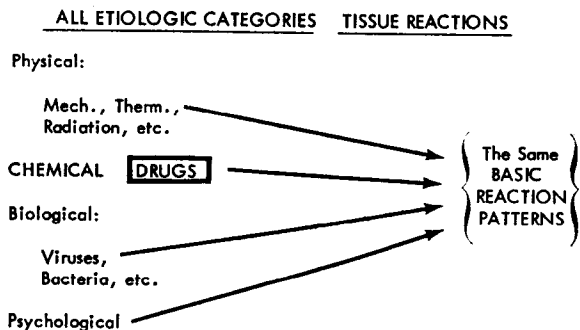 ALL ETIOLOGIC CATEGORIES TISSUE REACTIONS
Physical:
Mech., Therm.,
Radiation, etc.
CHEMICAL DRUGS
Biological:
Viruses,
Bacteria, etc.
Psychological
The Same
BASIC
REACTION
PATTERNS